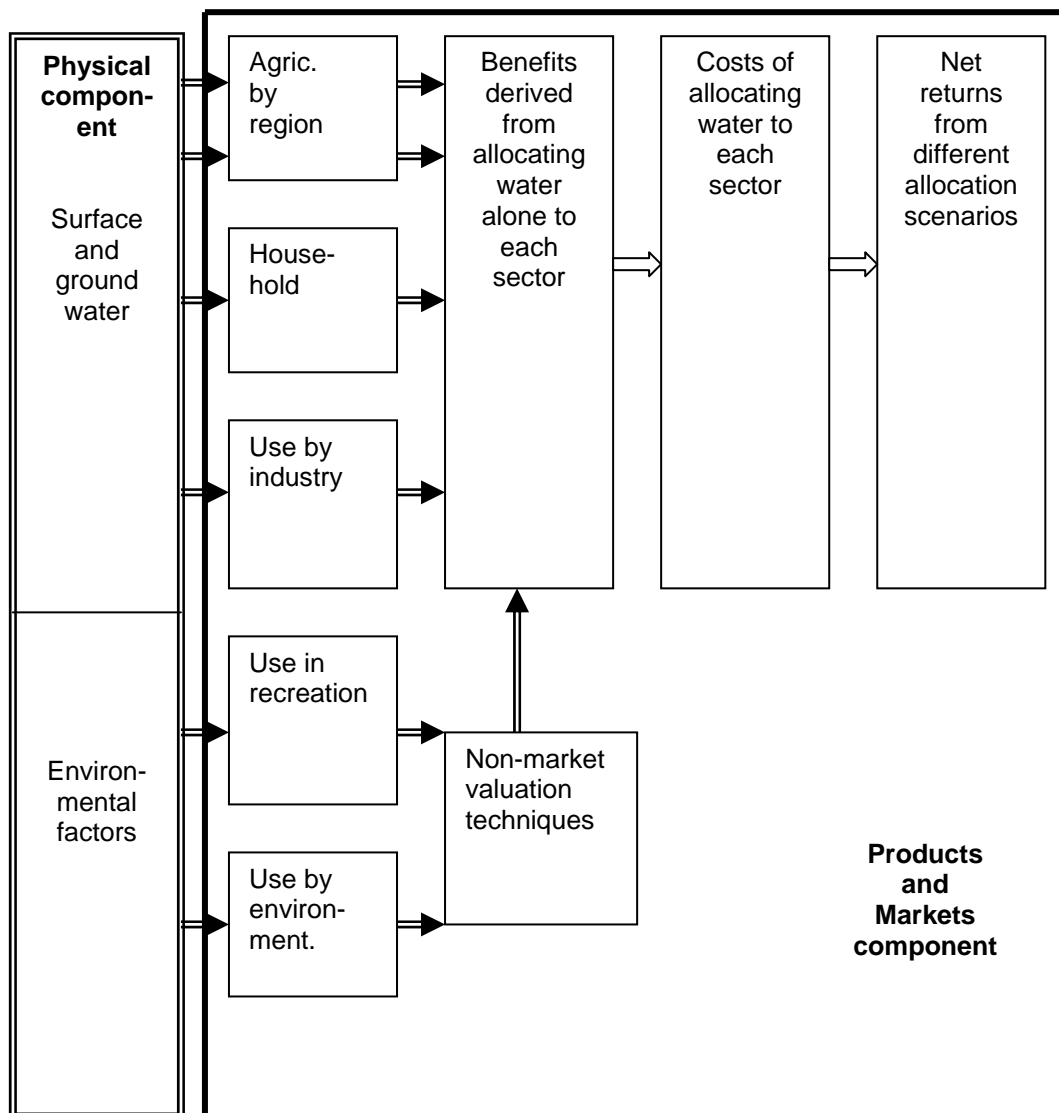 Physical
compon-
ent
Surface
and
ground
water
Environ-
mental
factors
Agric.
by
region
House-
hold
Use by
industry
Use in
recreation
Use by
environ-
ment.
Benefits
derived
from
allocating
water
alone to
each
sector
Non-market
valuation
techniques
Costs of
allocating
water to
each
sector
Net
returns
from
different
allocation
scenarios
Products
and
Markets
component